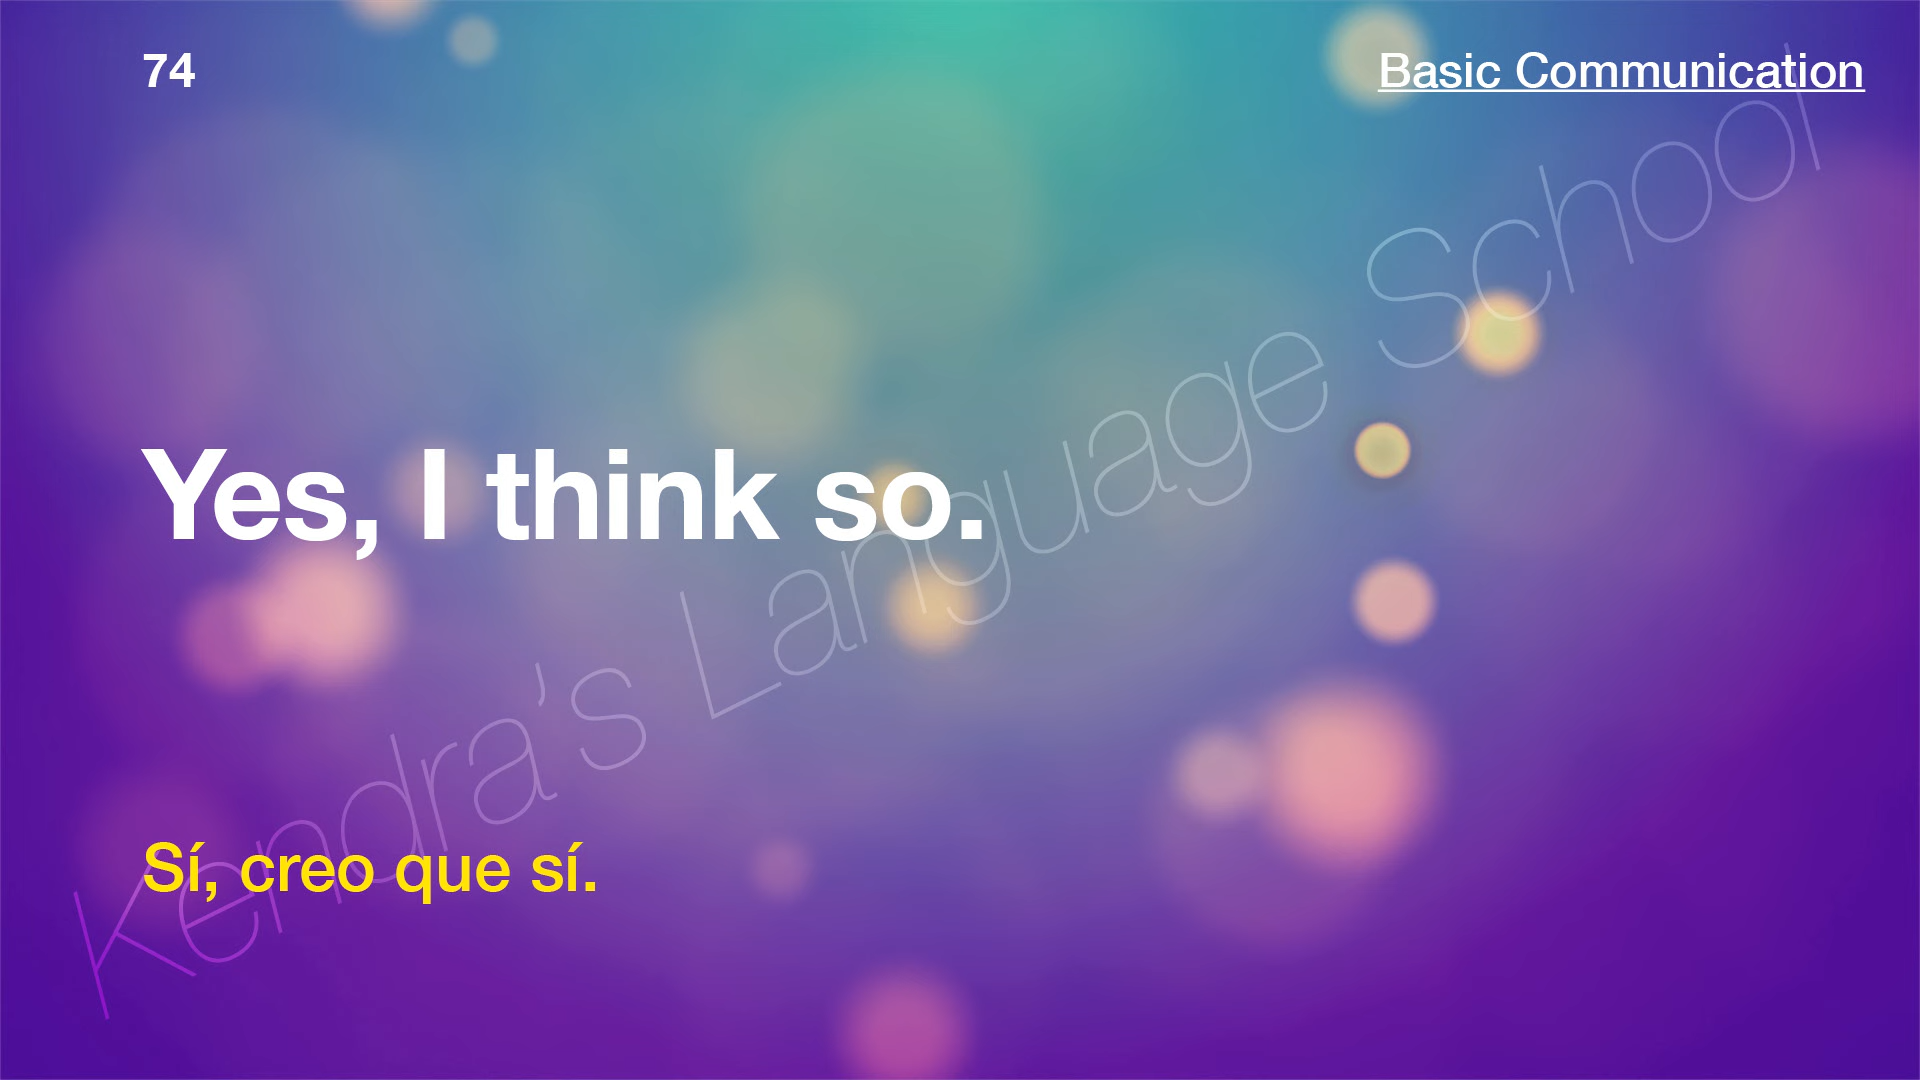 74
Basic Communication
Yes, I think so.
Sí, creo que sí.
Kendra’s Language School